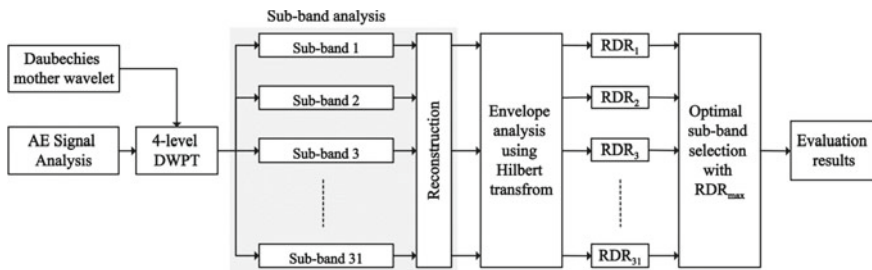 Sub-band analysis
Daubechies
mother wavelet
AE Signal
Analysis
4-level
DWPT
Sub-band 1
Sub-band 2
Sub-band 3
Sub-band 31
Reconstruction
Envelope
analysis
using
Hilbert
transfrom
RDR₁
RDR₂
RDR₃
RDR₃₁
Optimal
sub-band
selection
with
RDRmax
Evaluation
results